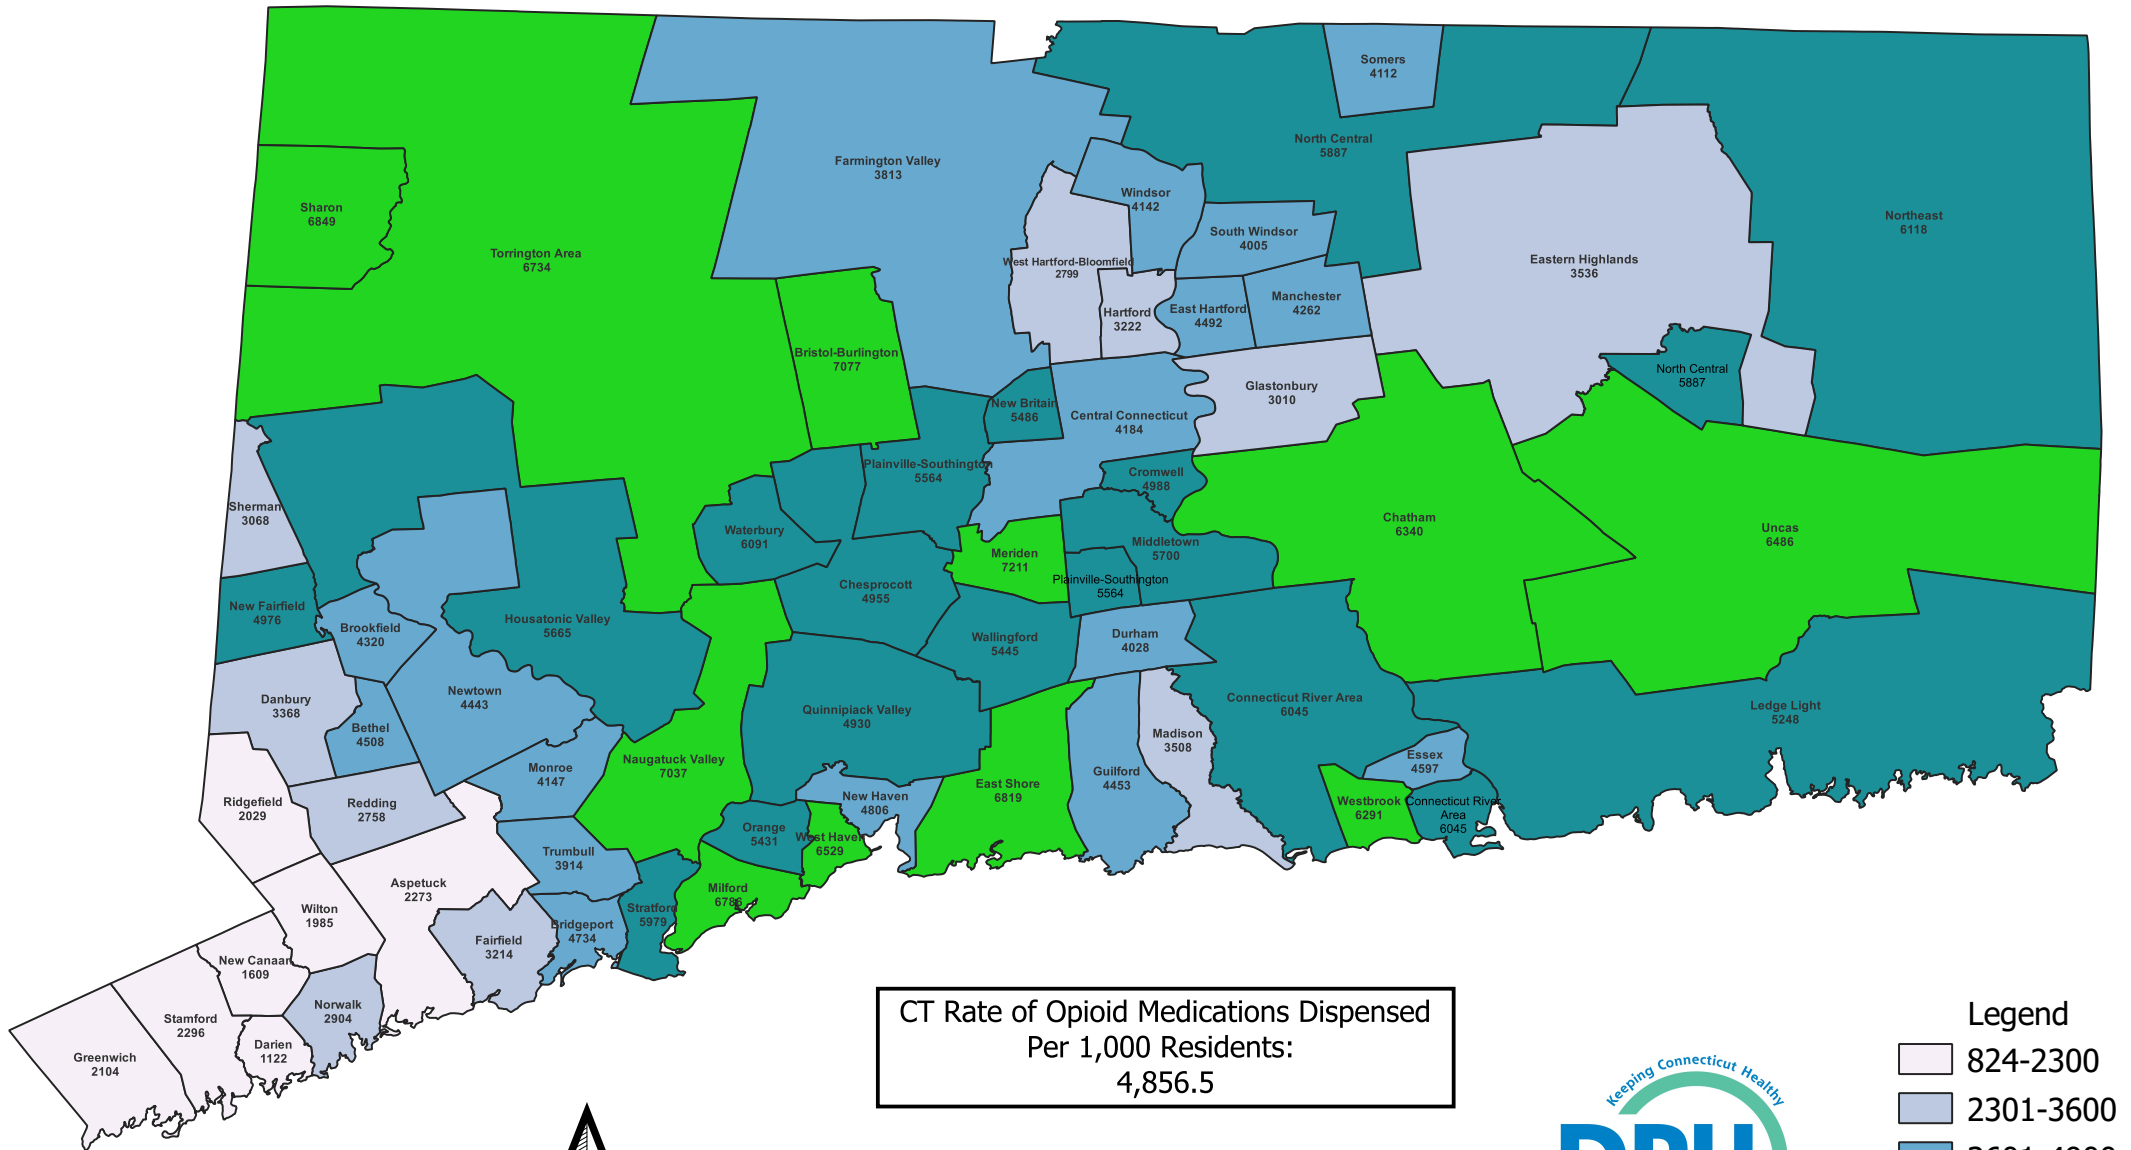 Somers
4112
North Central
5887
Farmington Valley
3813
Windsor
4142
Sharon
6849
Torrington Area
6734
South Windsor
4005
West Hartford-Bloomfield
2799
Eastern Highlands
3536
Northeast
6118
Hartford
3222
East Hartford
4492
Manchester
4262
Bristol-Burlington
7077
North Central
5887
Glastonbury
3010
New Britain
5486
Central Connecticut
4184
Plainville-Southington
5564
Cromwell
4988
Sherman
3068
Waterbury
6091
Meriden
7211
Middletown
5700
Chatham
6340
Uncas
6486
Plainville-Southington
5564
Chesprocott
4955
New Fairfield
4976
Brookfield
4320
Housatonic Valley
5665
Wallingford
5445
Durham
4028
Danbury
3368
Newtown
4443
Bethel
4508
Quinnipiack Valley
4930
Connecticut River Area
6045
Ledge Light
5248
Madison
3508
Naugatuck Valley
7037
Monroe
4147
East Shore
6819
Guilford
4453
Essex
4597
Ridgefield
2029
Redding
2758
New Haven
4806
Westbrook
6291
Connecticut River
Area
6045
Orange
5431
West Haven
6529
Trumbull
3914
Aspetuck
2273
Milford
6786
Wilton
1985
Stratford
5979
Bridgeport
4734
Fairfield
3214
New Canaan
1609
Norwalk
2904
Stamford
2296
Darien
1122
Greenwich
2104
CT Rate of Opioid Medications Dispensed
Per 1,000 Residents:
4,856.5
Legend
824-2300
2301-3600
Keeping Connecticut Healthy
DPH